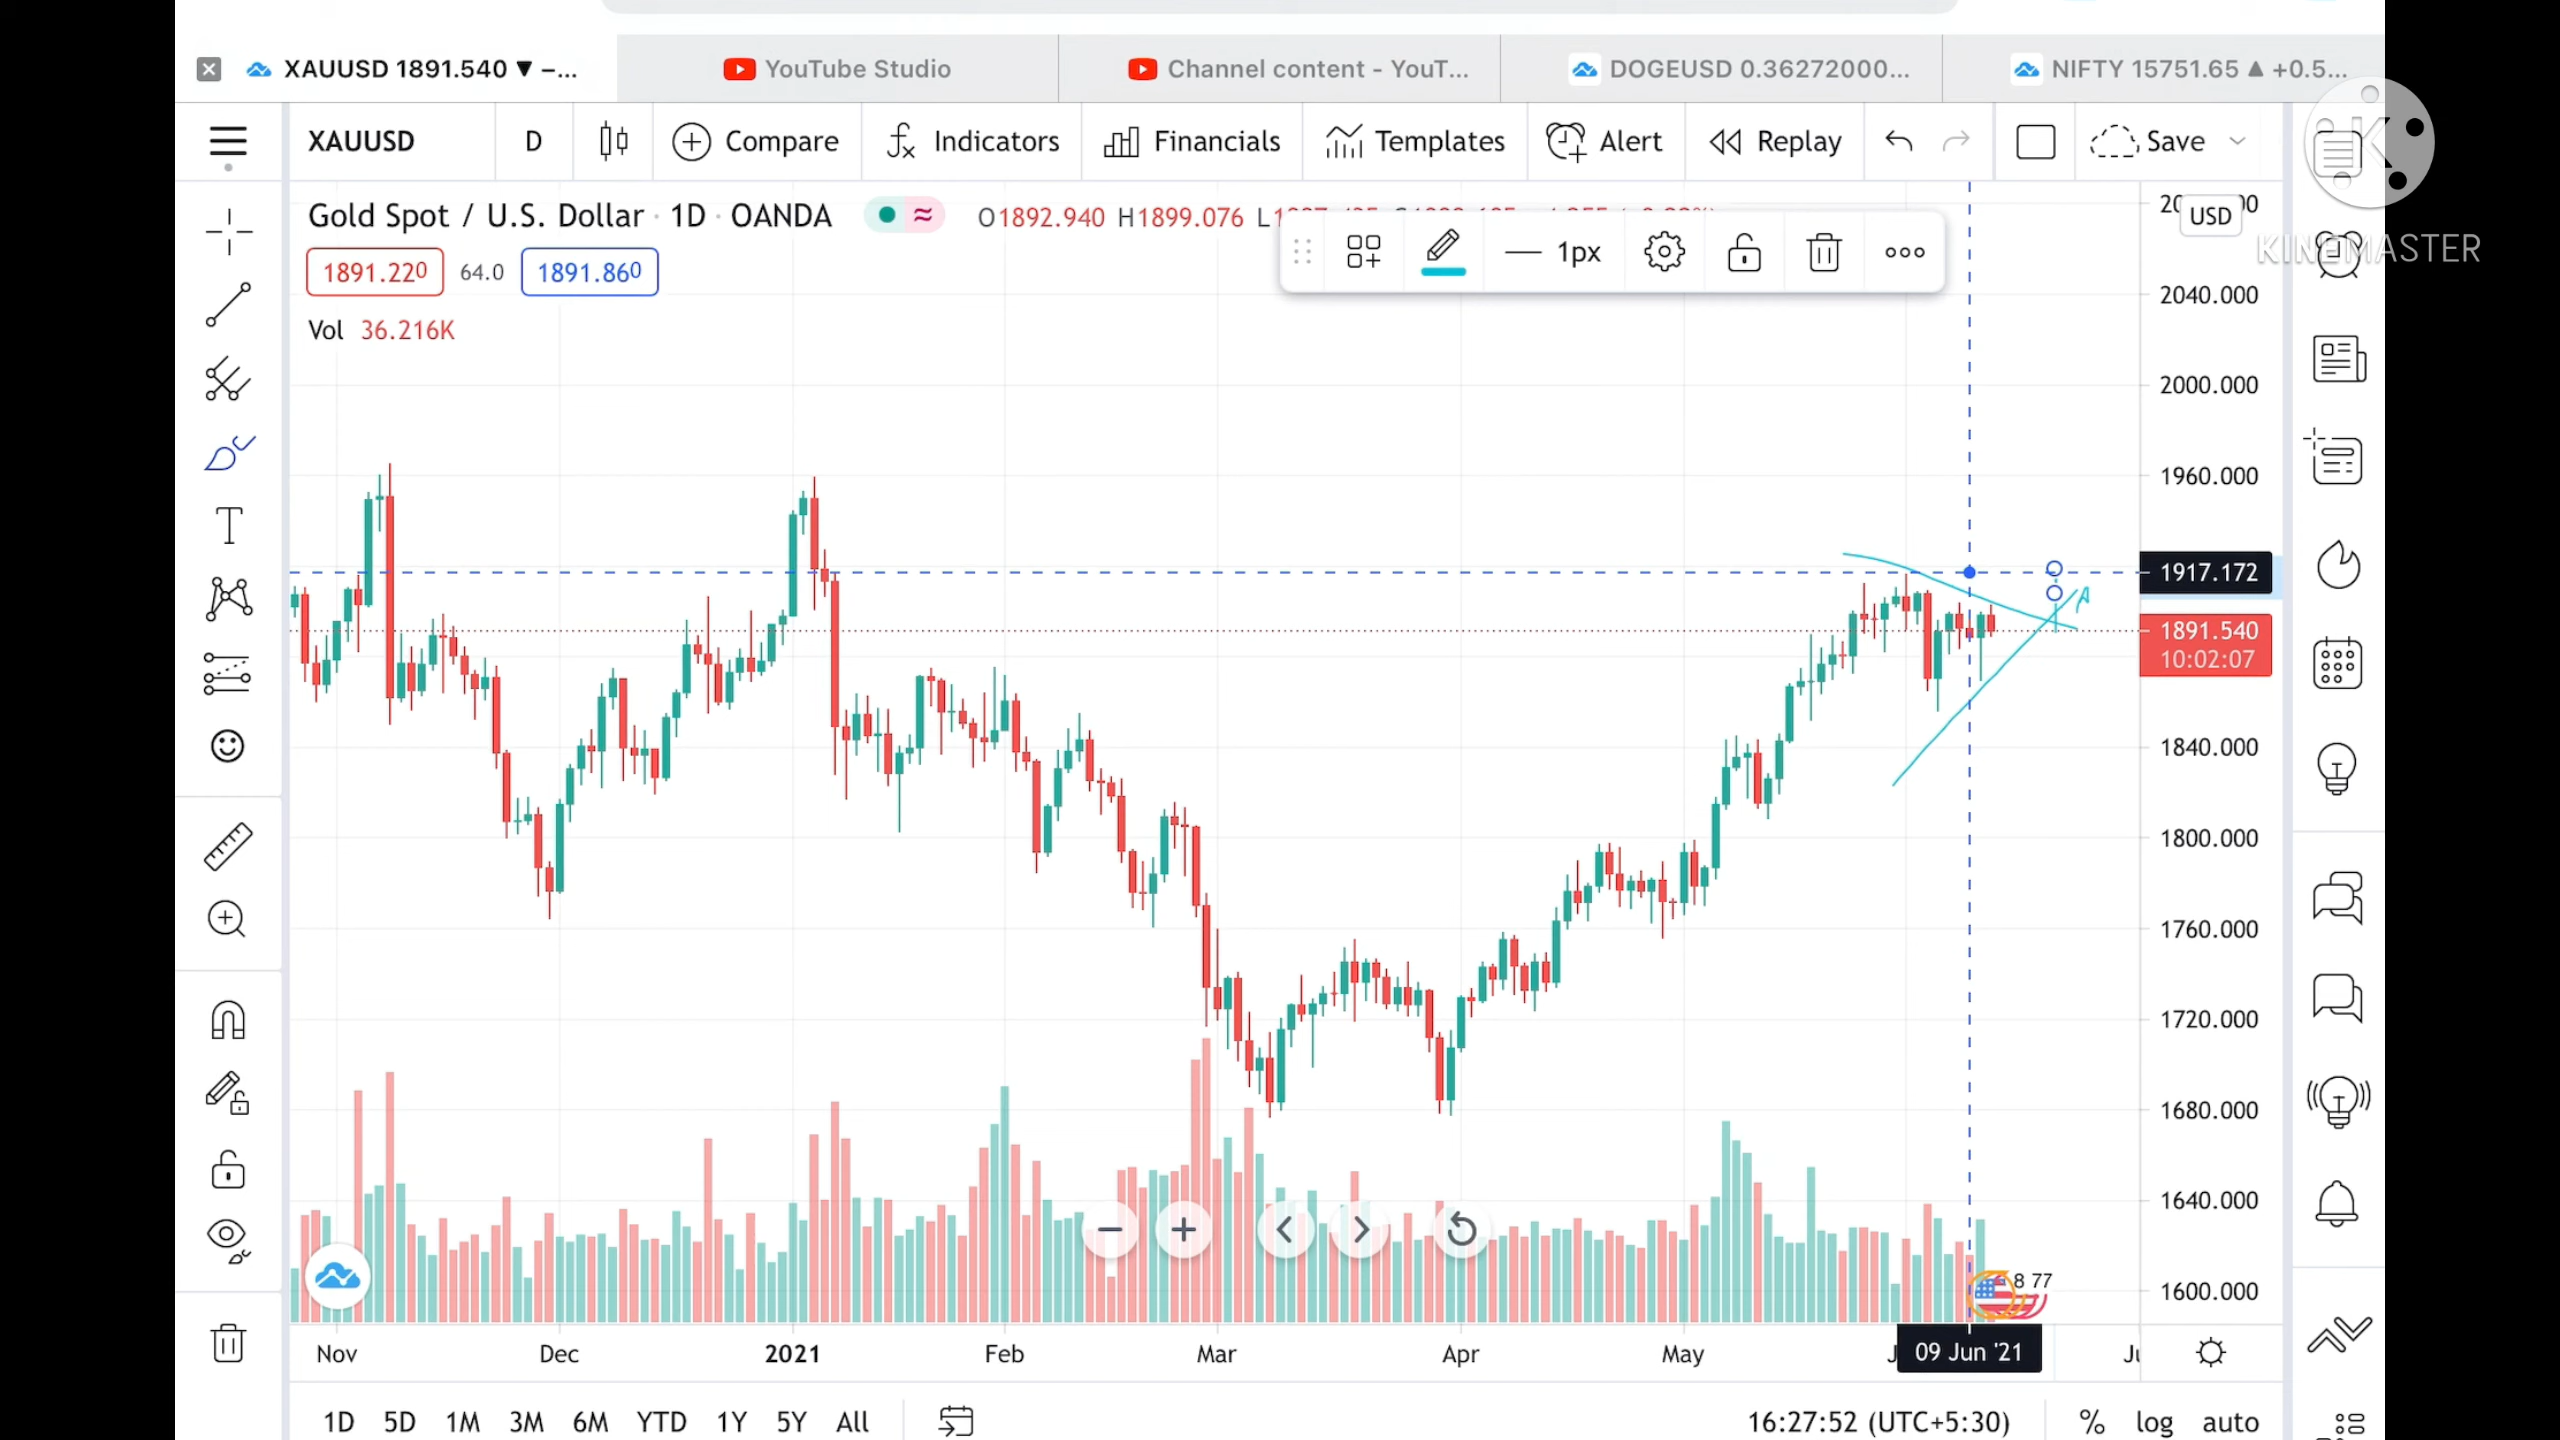 XAUUSD 1891.540 ▼ −...
YouTube Studio
Channel content - YouT...
DOGEUSD 0.36272000...
NIFTY 15751.65 ▲ +0.5...
XAUUSD D Compare Indicators Financials Templates Alert Replay Save
Gold Spot / U.S. Dollar · 1D · OANDA O1892.940 H1899.076 L
USD
K
KINEMASTER
1891.220 64.0 1891.860
1px
Vol 36.216K
2040.000
2000.000
1960.000
1917.172
A
1891.540
10:02:07
1840.000
1800.000
1760.000
1720.000
1680.000
1640.000
1600.000
8 77
Nov Dec 2021 Feb Mar Apr May 09 Jun '21
1D 5D 1M 3M 6M YTD 1Y 5Y All 16:27:52 (UTC+5:30) % log auto